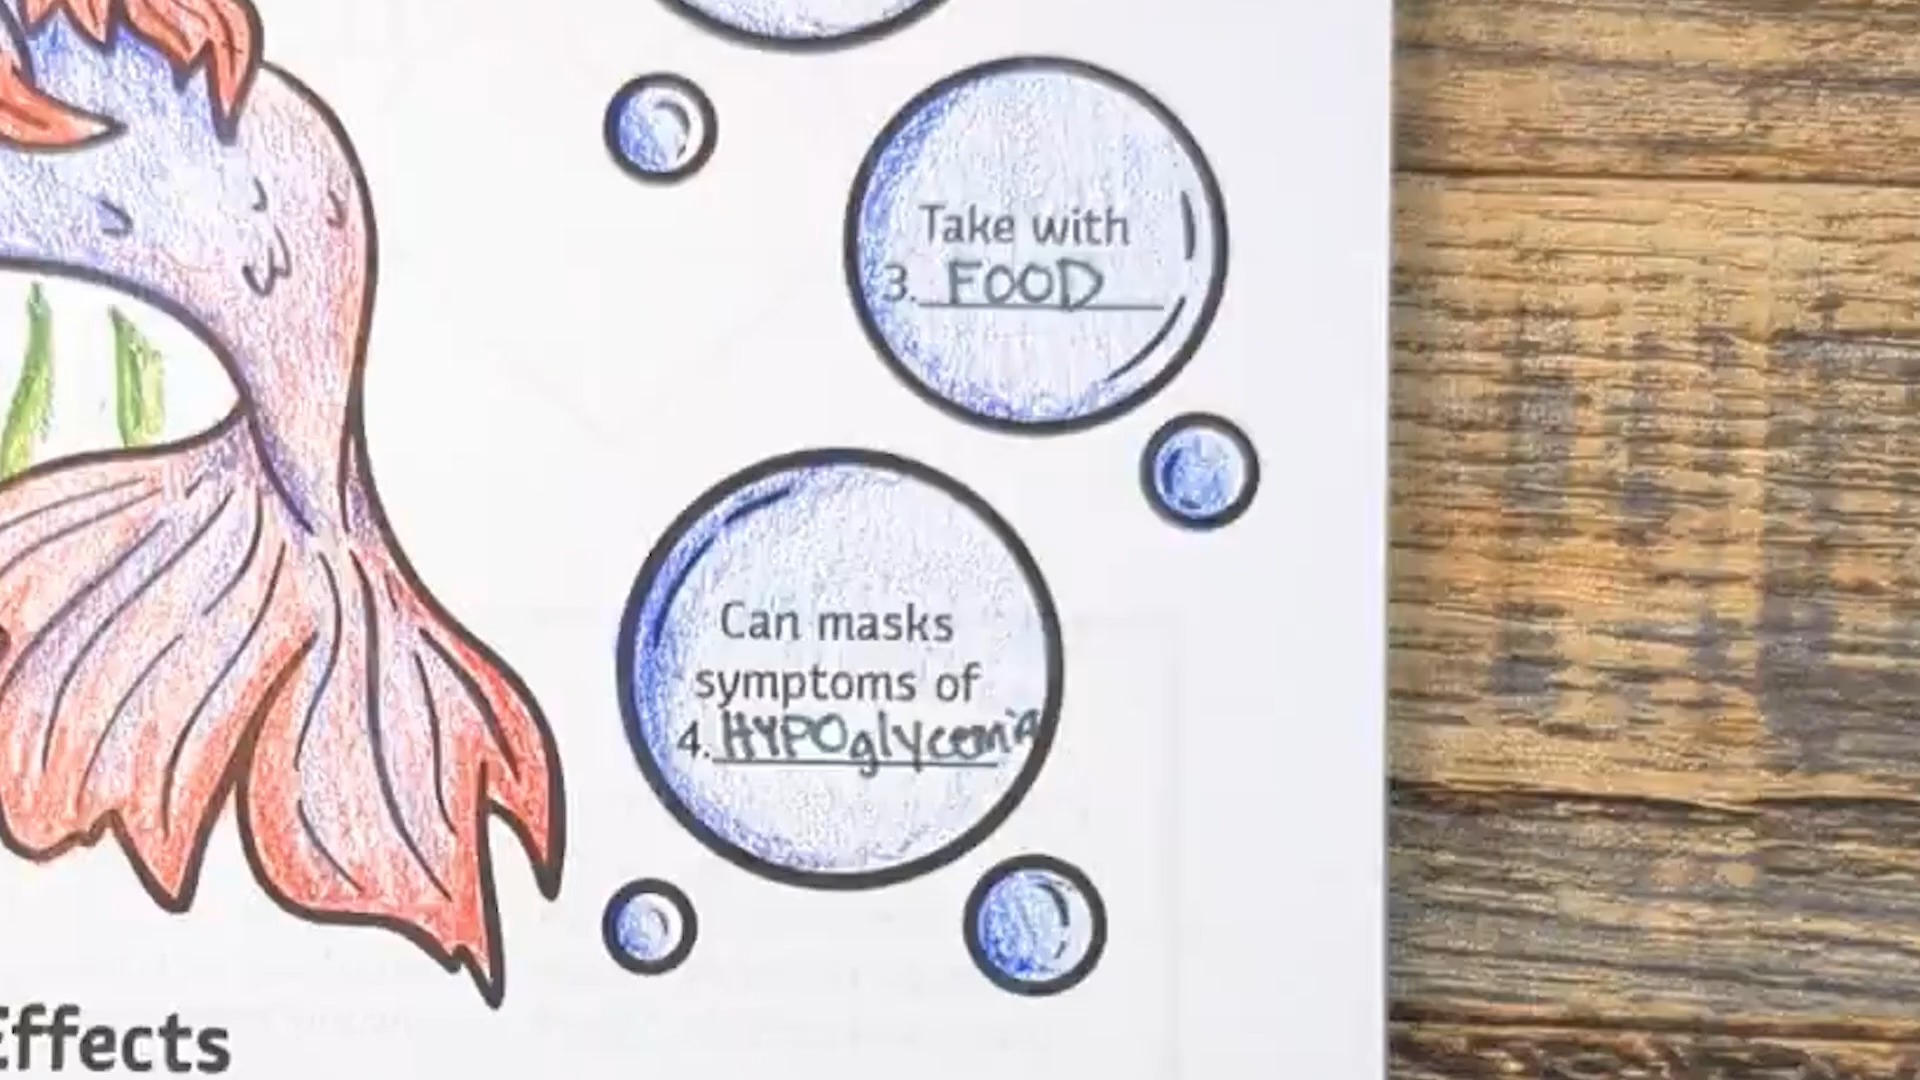 Take with
3. FOOD
Can masks
symptoms of
4. HYPOglycemia
Effects